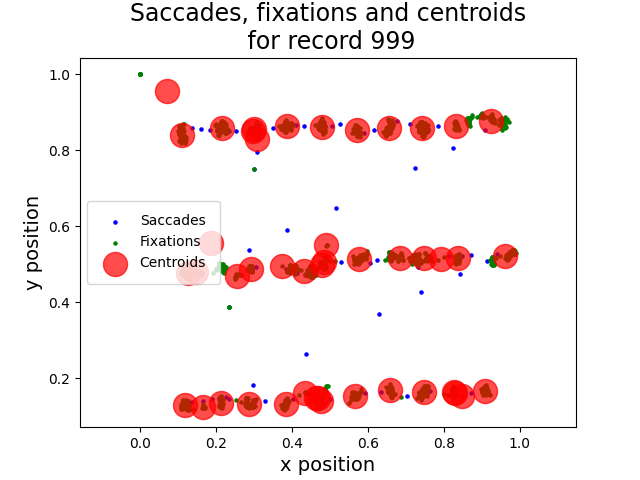 Saccades, fixations and centroids
for record 999
1.0
0.8
0.6
0.4
0.2
y position
Saccades
Fixations
Centroids
0.0 0.2 0.4 0.6 0.8 1.0
x position